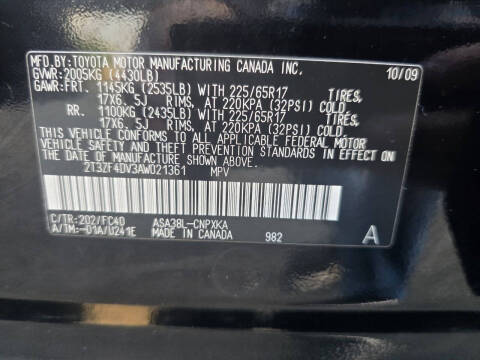 MFD.BY:TOYOTA MOTOR MANUFACTURING CANADA INC. 10/09
GVWR:2005KG (4430LB)
GAWR:FRT. 1145KG (2535LB) WITH 225/65R17 TIRES,
17X6. 5J RIMS, AT 220KPA (32PSI) COLD
RR. 1100KG (2435LB) WITH 225/65R17 TIRES,
17X6. 5J RIMS, AT 220KPA (32PSI) COLD
THIS VEHICLE CONFORMS TO ALL APPLICABLE FEDERAL MOTOR
VEHICLE SAFETY AND THEFT PREVENTION STANDARDS IN EFFECT ON
THE DATE OF MANUFACTURE SHOWN ABOVE.
2T3ZF4DV3AW021361 MPV
C/TR:202/FC40 ASA38L-CNPXKA
A/TM:-01A/U241E MADE IN CANADA 982 A